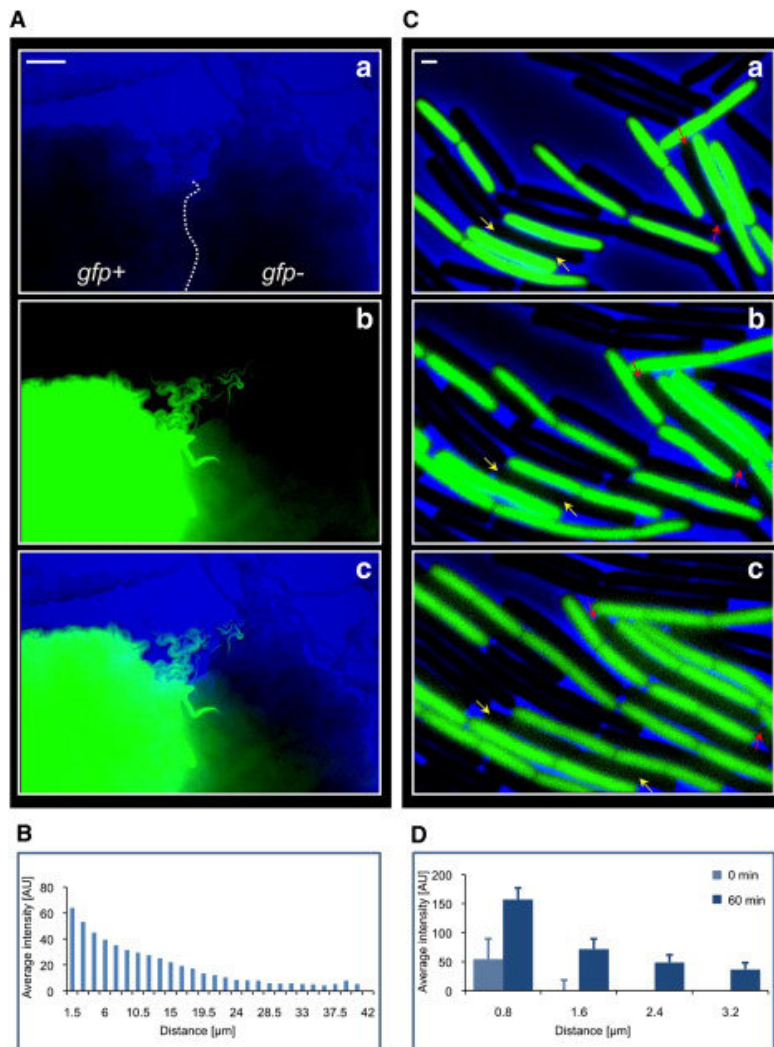 A
C
a
gfp+ gfp-
b
c
a
b
c
B
Average intensity [AU]
80
60
40
20
0
1.5 6 10.5 15 19.5 24 28.5 33 37.5 42
Distance [µm]
D
Average intensity [AU]
200
150
100
50
0
0 min
60 min
0.8 1.6 2.4 3.2
Distance [µm]